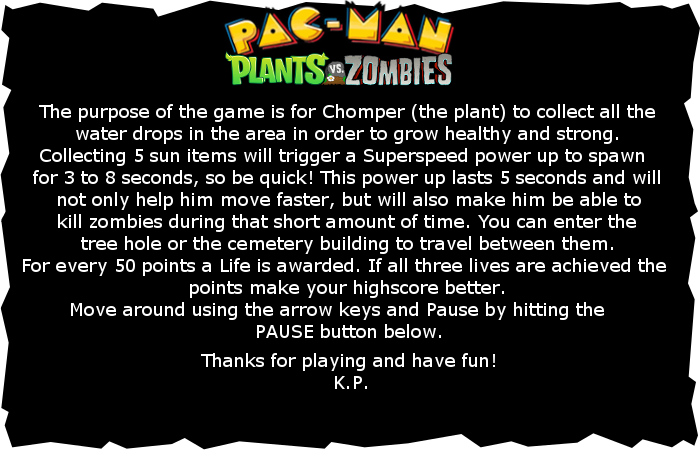 PAC-MAN
PLANTS VS. ZOMBIES
The purpose of the game is for Chomper (the plant) to collect all the
water drops in the area in order to grow healthy and strong.
Collecting 5 sun items will trigger a Superspeed power up to spawn
for 3 to 8 seconds, so be quick! This power up lasts 5 seconds and will
not only help him move faster, but will also make him be able to
kill zombies during that short amount of time. You can enter the
tree hole or the cemetery building to travel between them.
For every 50 points a Life is awarded. If all three lives are achieved the
points make your highscore better.
Move around using the arrow keys and Pause by hitting the
PAUSE button below.
Thanks for playing and have fun!
K.P.